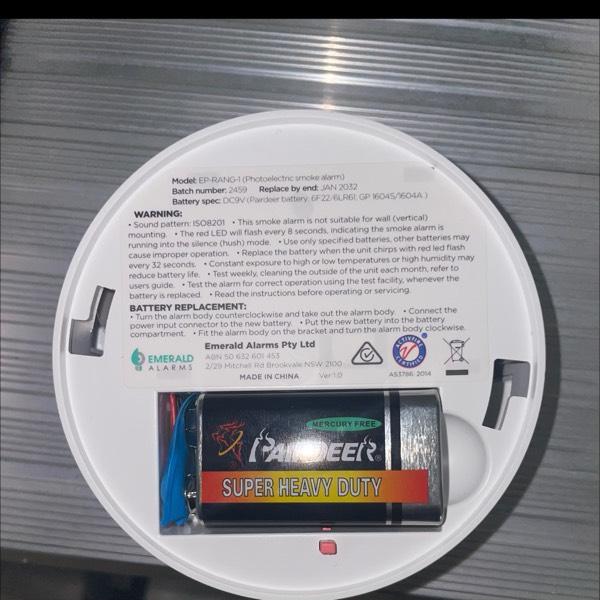 Model: EP-RANG-1 (Photoelectric smoke alarm)
Batch number: 2459 Replace by end: JAN 2032
Battery spec: DC9V (Pairdeer battery: 6F22/6LR61, GP 1604S/1604A )
WARNING:
• Sound pattern: ISO8201 • This smoke alarm is not suitable for wall (vertical)
mounting. • The red LED will flash every 8 seconds, indicating the smoke alarm is
running into the silence (hush) mode. • Use only specified batteries, other batteries may
cause improper operation. • Replace the battery when the unit chirps with red led flash
every 32 seconds. • Constant exposure to high or low temperatures or high humidity may
reduce battery life. • Test weekly, cleaning the outside of the unit each month, refer to
users guide. • Test the alarm for correct operation using the test facility, whenever the
battery is replaced. • Read the instructions before operating or servicing.
BATTERY REPLACEMENT:
• Turn the alarm body counterclockwise and take out the alarm body. • Connect the
power input connector to the new battery. • Put the new battery into the battery
compartment. • Fit the alarm body on the bracket and turn the alarm body clockwise.
EMERALD
ALARMS
Emerald Alarms Pty Ltd
ABN 50 632 601 453
2/29 Mitchell Rd Brookvale NSW 2100
MADE IN CHINA Ver:1.0
ACTIVFIRE
CERTIFIED
AS3786: 2014
MERCURY FREE
PAIRDEER
SUPER HEAVY DUTY